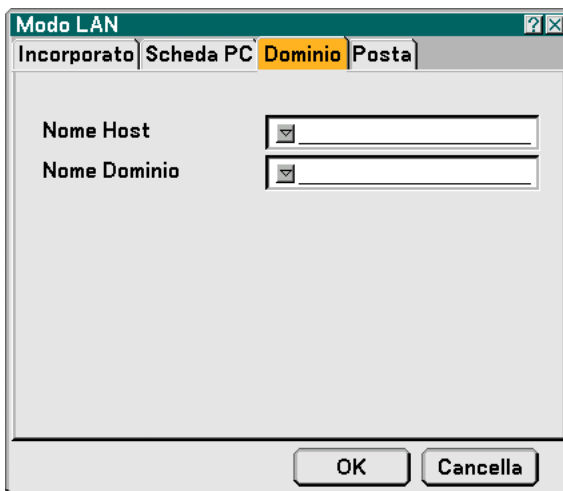 Modo LAN
Incorporato Scheda PC Dominio Posta
Nome Host
Nome Dominio
OK Cancella